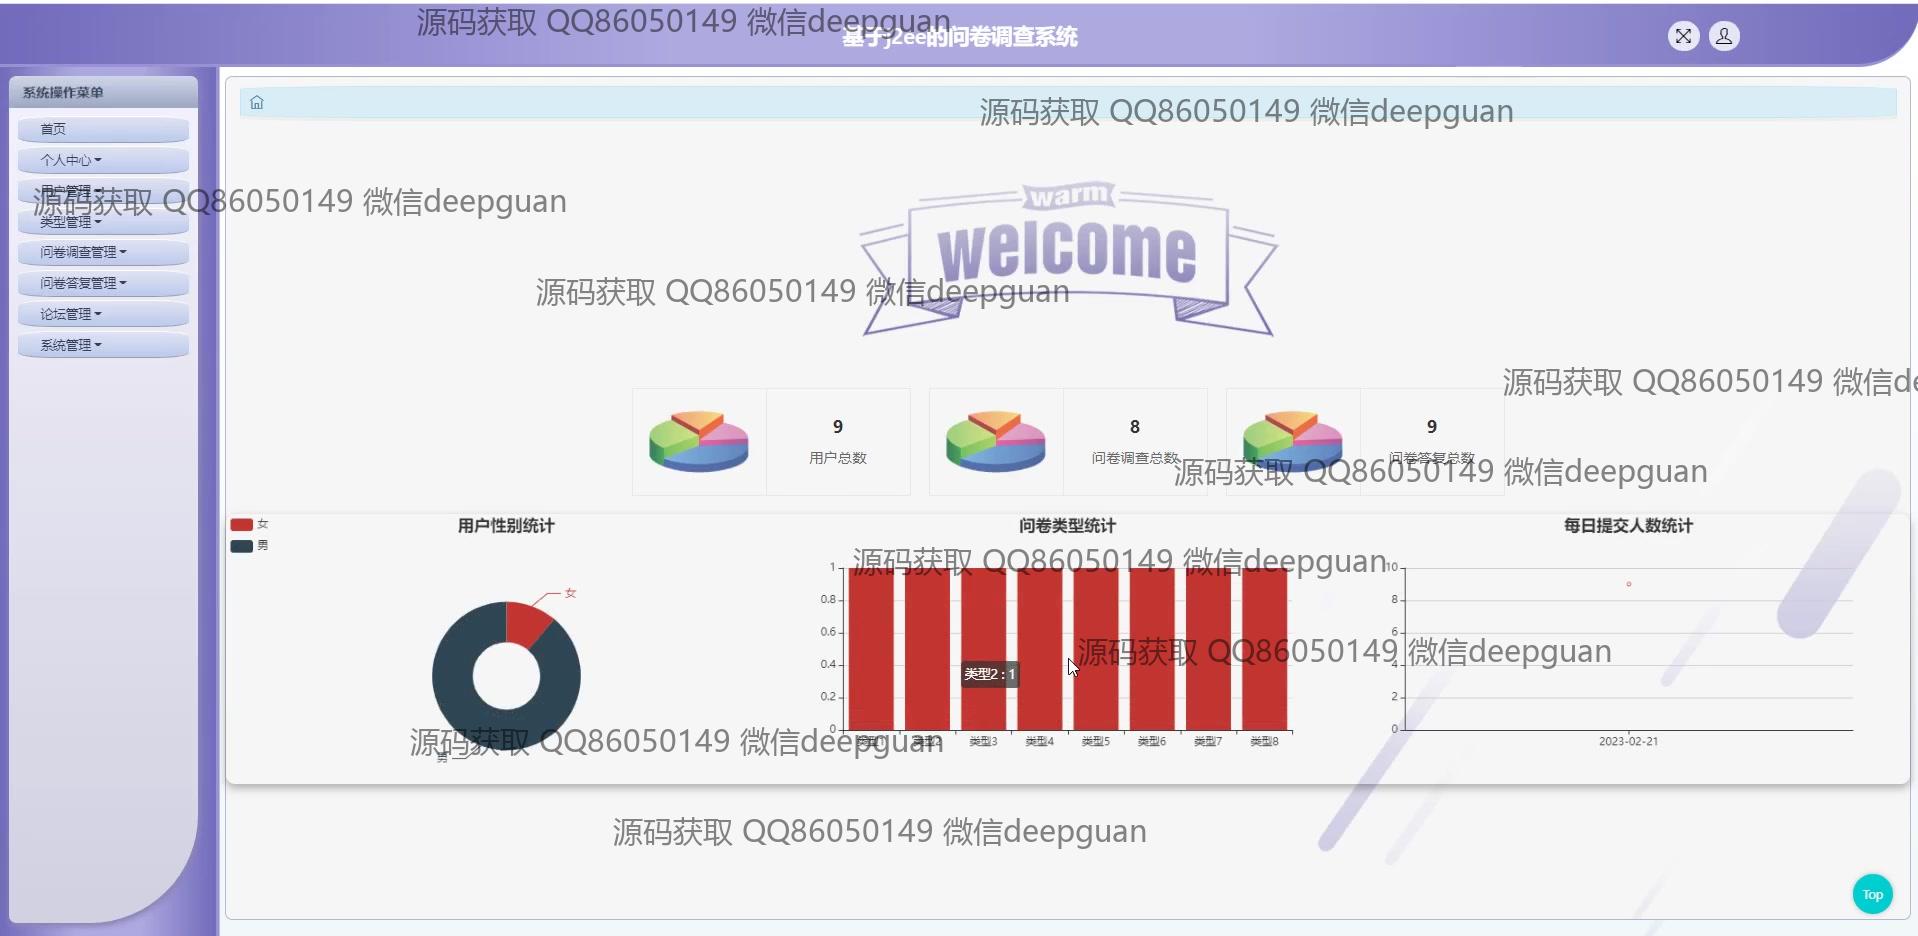 源码获取 QQ86050149 微信deepguan
基于j2ee的问卷调查系统
系统操作菜单
首页
个人中心
用户管理
类型管理
问卷调查管理
问卷答复管理
论坛管理
系统管理
源码获取 QQ86050149 微信deepguan
源码获取 QQ86050149 微信deepguan
warm
welcome
源码获取 QQ86050149 微信deepguan
源码获取 QQ86050149 微信de
9
用户总数
8
问卷调查总数
9
问卷答复总数
源码获取 QQ86050149 微信deepguan
女
男
用户性别统计
女
男
问卷类型统计
源码获取 QQ86050149 微信deepguan
1
0.8
0.6
0.4
0.2
0
类型2 : 1
类型1 类型2 类型3 类型4 类型5 类型6 类型7 类型8
每日提交人数统计
10
8
6
4
2
0
2023-02-21
源码获取 QQ86050149 微信deepguan
源码获取 QQ86050149 微信deepguan
源码获取 QQ86050149 微信deepguan
Top